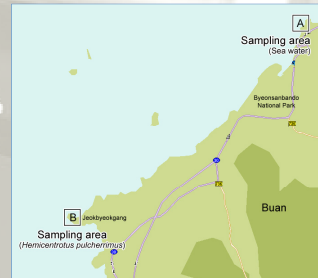 A
Sampling area
(Sea water)
Byeonsanbando
National Park
B Jeokbyeokgang
Sampling area
(Hemicentrotus pulcherrimus)
Buan